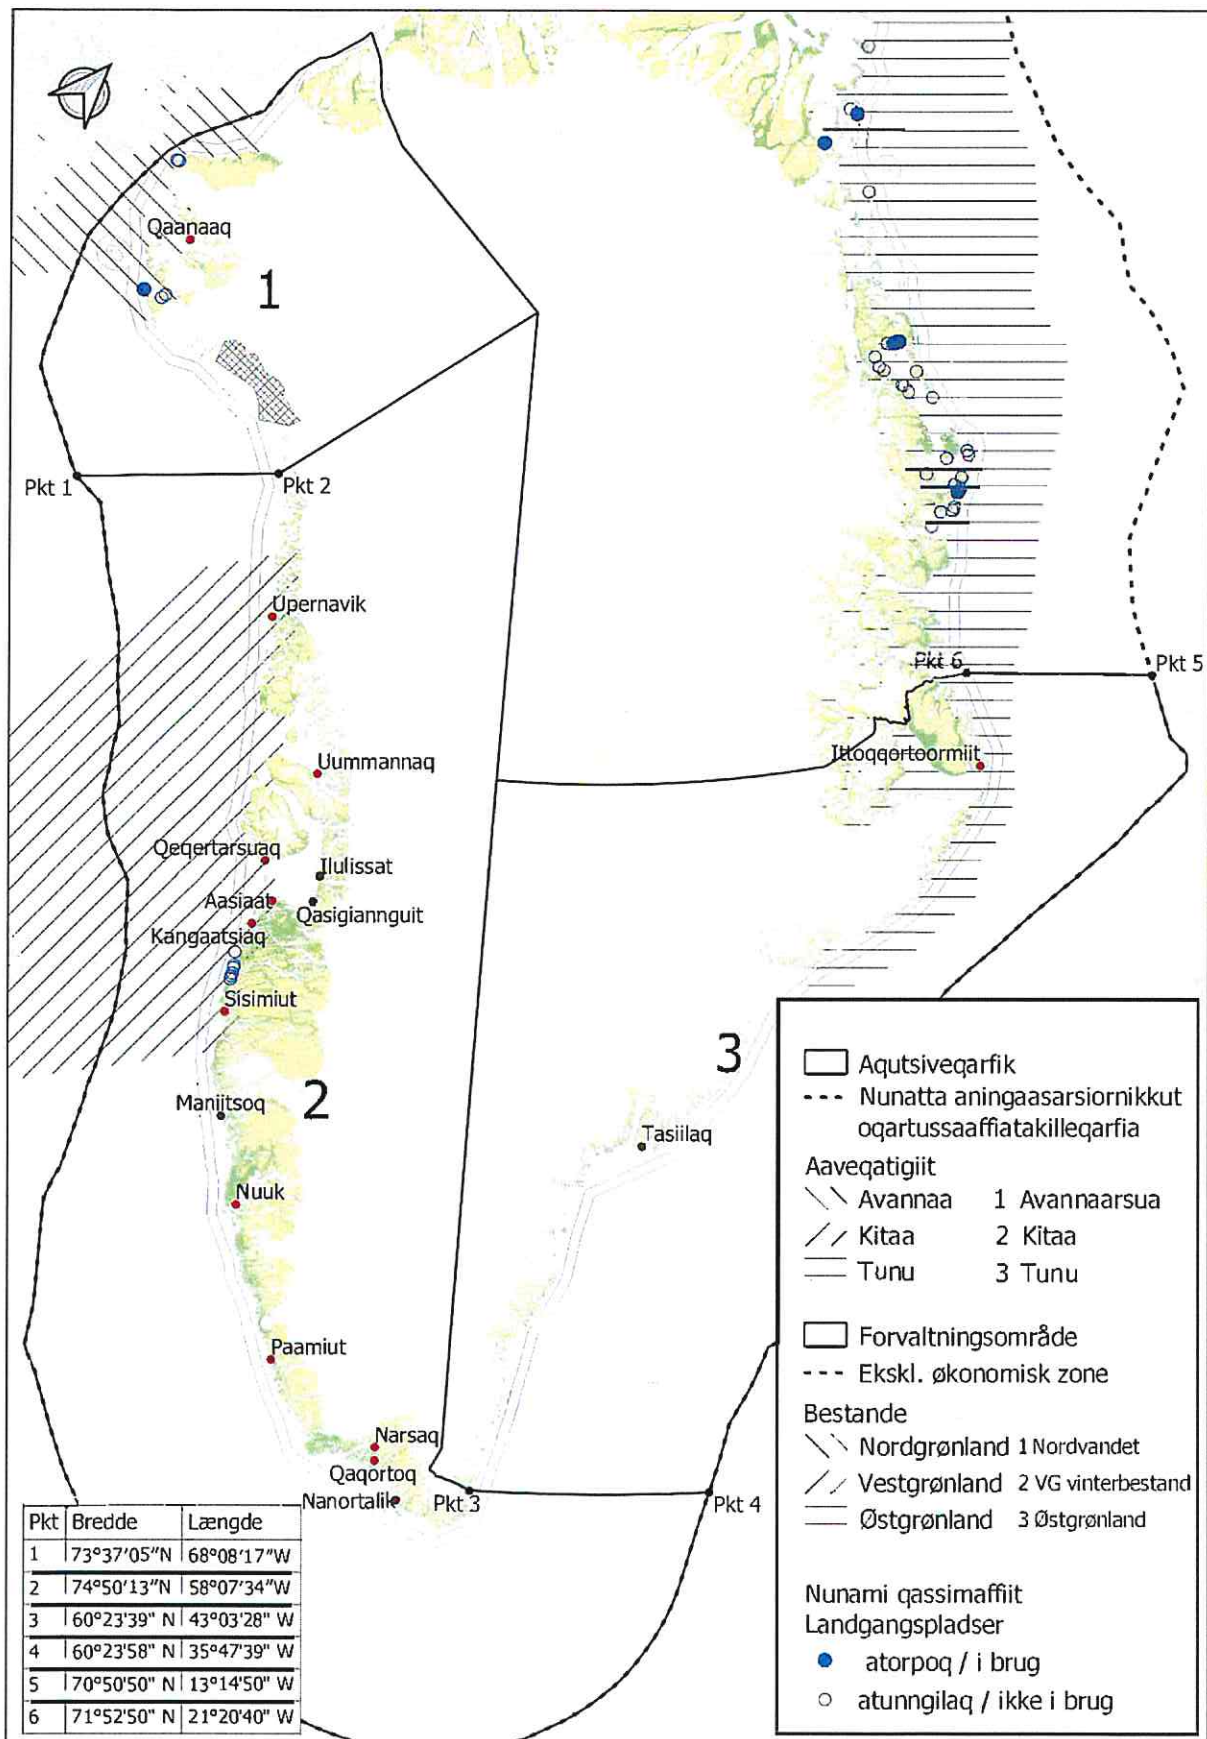 Qaanaaq
1
Pkt 1
Pkt 2
Upernavik
Pkt 6
Pkt 5
Uummannaq
Ittoqqortoormiit
Qeqertarsuaq
Ilulissat
Aasiaat
Qasigiannguit
Kangaatsiaq
Sisimiut
3
2
Maniitsoq
Tasiilaq
Nuuk
Paamiut
Narsaq
Qaqortoq
Nanortalik
Pkt 3
Pkt 4
Aqutsiveqarfik
Nunatta aningaasarsiornikkut
oqartussaaffiatakilleqarfia
Aaveqatigiit
Avannaa 1 Avannaarsua
Kitaa 2 Kitaa
Tunu 3 Tunu
Forvaltningsområde
Ekskl. økonomisk zone
Bestande
Nordgrønland 1 Nordvandet
Vestgrønland 2 VG vinterbestand
Østgrønland 3 Østgrønland
Nunami qassimaffiit
Landgangspladser
atorpoq / i brug
atunngilaq / ikke i brug
Pkt Bredde Længde
1 73°37'05"N 68°08'17"W
2 74°50'13"N 58°07'34"W
3 60°23'39" N 43°03'28" W
4 60°23'58" N 35°47'39" W
5 70°50'50" N 13°14'50" W
6 71°52'50" N 21°20'40" W